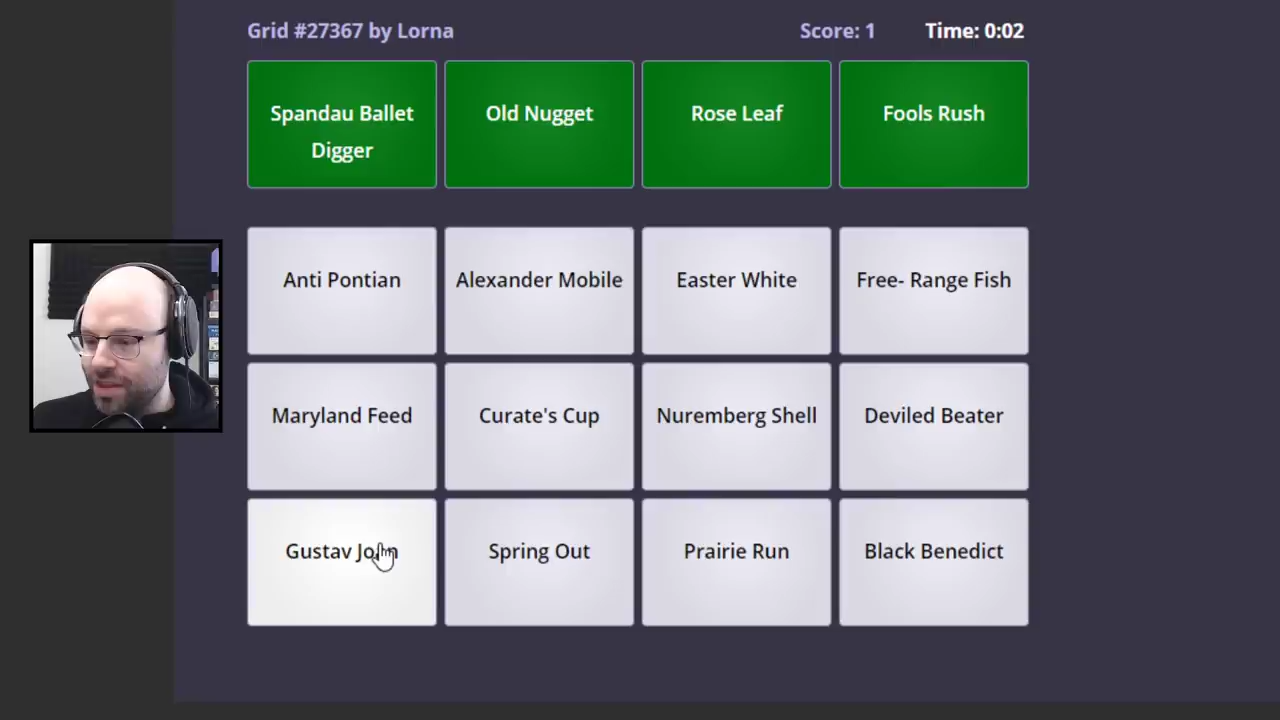 Grid #27367 by Lorna
Score: 1
Time: 0:02
Spandau Ballet
Digger
Old Nugget
Rose Leaf
Fools Rush
Anti Pontian
Alexander Mobile
Easter White
Free- Range Fish
Maryland Feed
Curate's Cup
Nuremberg Shell
Deviled Beater
Gustav John
Spring Out
Prairie Run
Black Benedict